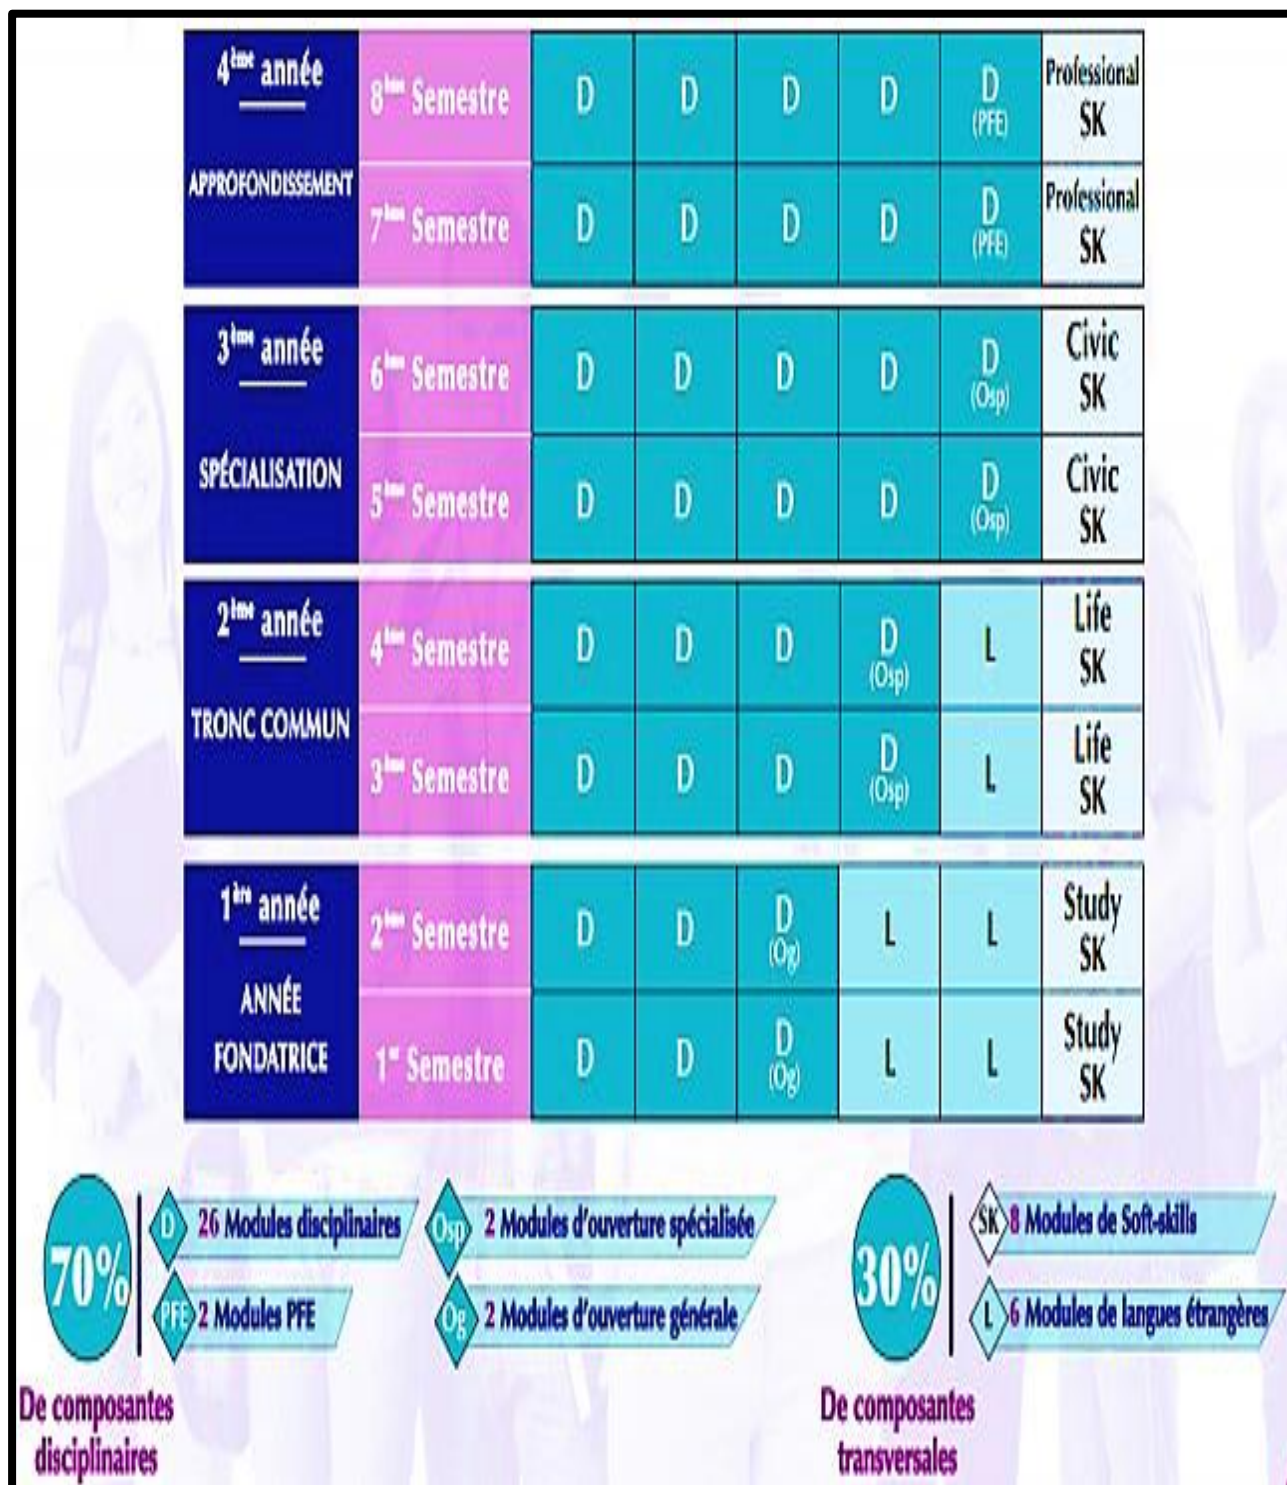 4ème année
APPROFONDISSEMENT
8ème Semestre
D D D D D Professional
(PFE) SK
7ème Semestre
D D D D D Professional
(PFE) SK
3ème année
SPÉCIALISATION
6ème Semestre
D D D D D Civic
(Osp) SK
5ème Semestre
D D D D D Civic
(Osp) SK
2ème année
TRONC COMMUN
4ème Semestre
D D D D L Life
(Osp) SK
3ème Semestre
D D D D L Life
(Osp) SK
1ère année
ANNÉE
FONDATRICE
2ème Semestre
D D D L L Study
(Og) SK
1er Semestre
D D D L L Study
(Og) SK
70%
De composantes
disciplinaires
D 26 Modules disciplinaires
PFE 2 Modules PFE
Osp 2 Modules d'ouverture spécialisée
Og 2 Modules d'ouverture générale
30%
De composantes
transversales
SK 8 Modules de Soft-skills
L 6 Modules de langues étrangères